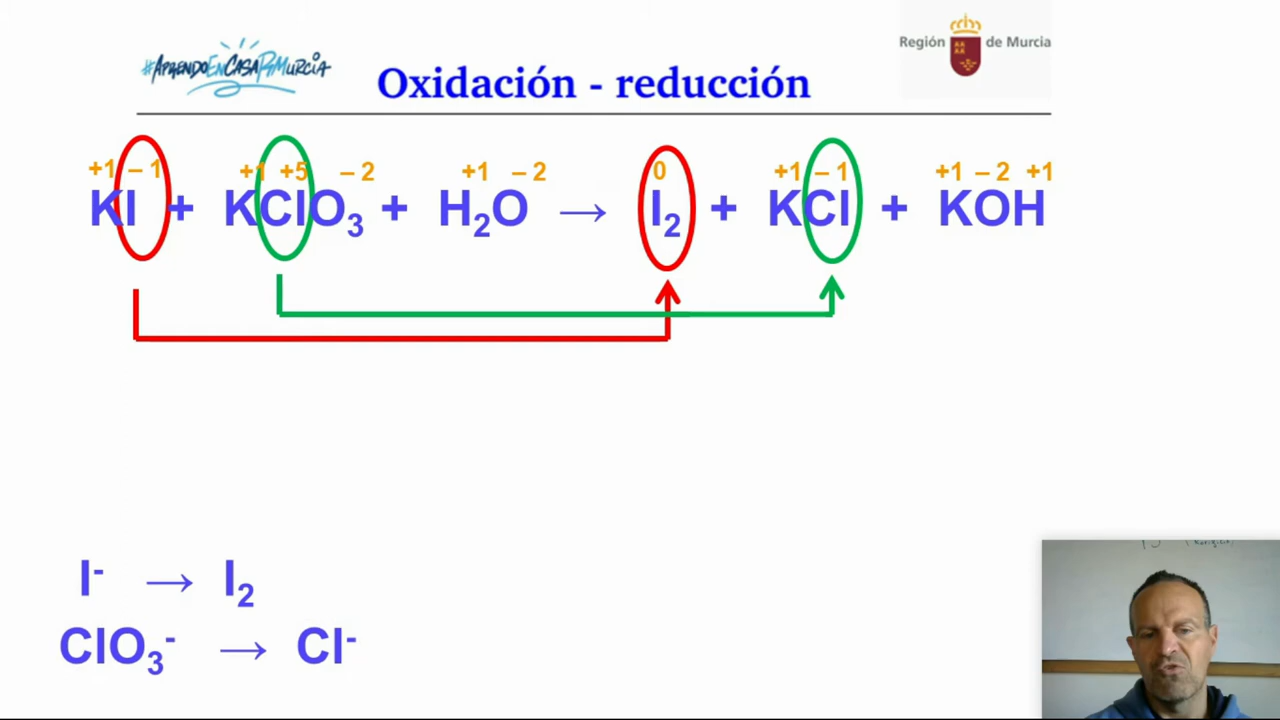 #AprendoEnCasaRMurcia
Región de Murcia
Oxidación - reducción
+1 – 1 +1 +5 – 2 +1 – 2 0 +1 – 1 +1 – 2 +1
KI + KClO₃ + H₂O → I₂ + KCl + KOH
I⁻ → I₂
ClO₃⁻ → Cl⁻